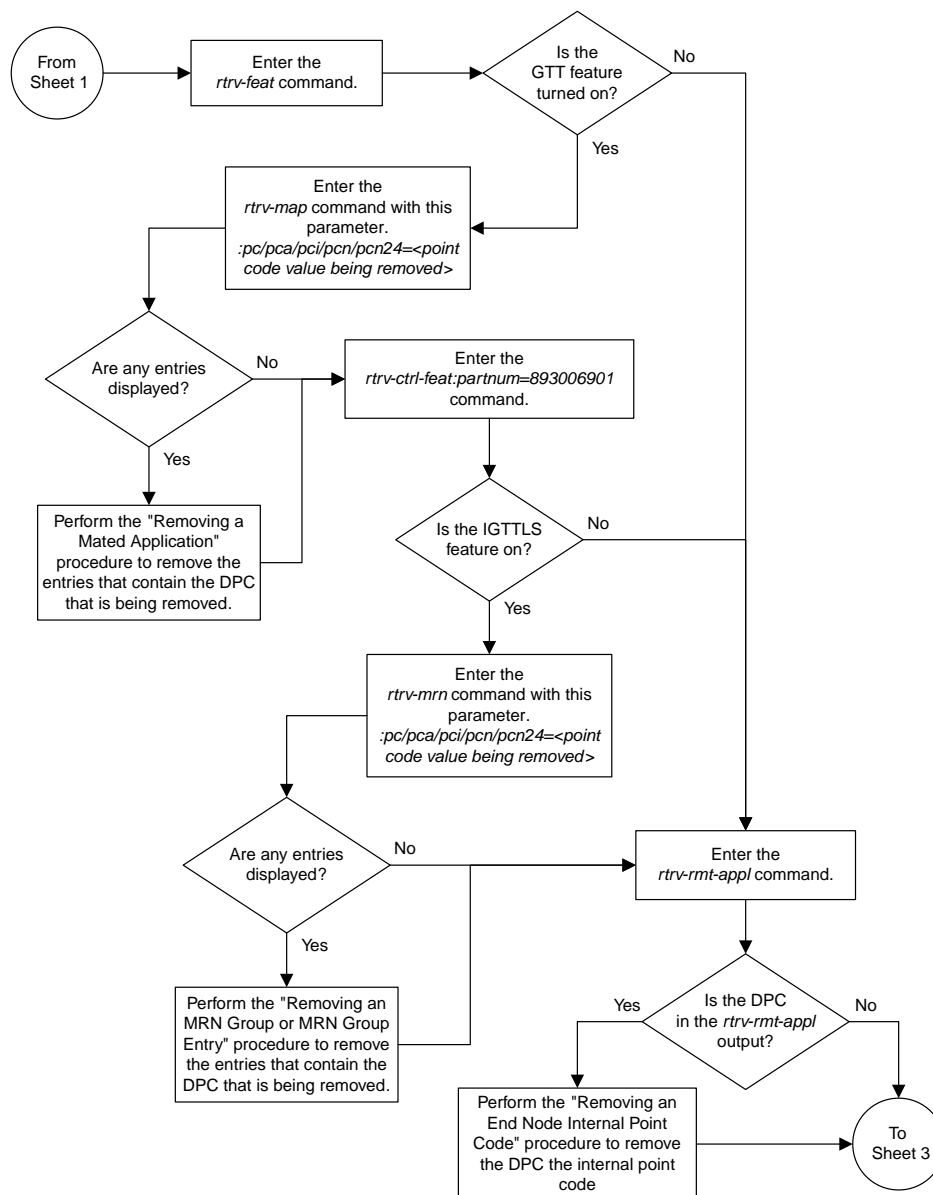 From
Sheet 1
Enter the
rtrv-feat command.
Is the
GTT feature
turned on?
No
Yes
Enter the
rtrv-map command with this
parameter.
:pc/pca/pci/pcn/pcn24=<point
code value being removed>
Are any entries
displayed?
No
Yes
Enter the
rtrv-ctrl-feat:partnum=893006901
command.
Perform the "Removing a
Mated Application"
procedure to remove the
entries that contain the DPC
that is being removed.
Is the IGTTLS
feature on?
No
Yes
Enter the
rtrv-mrn command with this
parameter.
:pc/pca/pci/pcn/pcn24=<point
code value being removed>
Are any entries
displayed?
No
Yes
Enter the
rtrv-rmt-appl command.
Perform the "Removing an
MRN Group or MRN Group
Entry" procedure to remove
the entries that contain the
DPC that is being removed.
Is the DPC
in the rtrv-rmt-appl
output?
Yes
No
Perform the "Removing an
End Node Internal Point
Code" procedure to remove
the DPC the internal point
code
To
Sheet 3